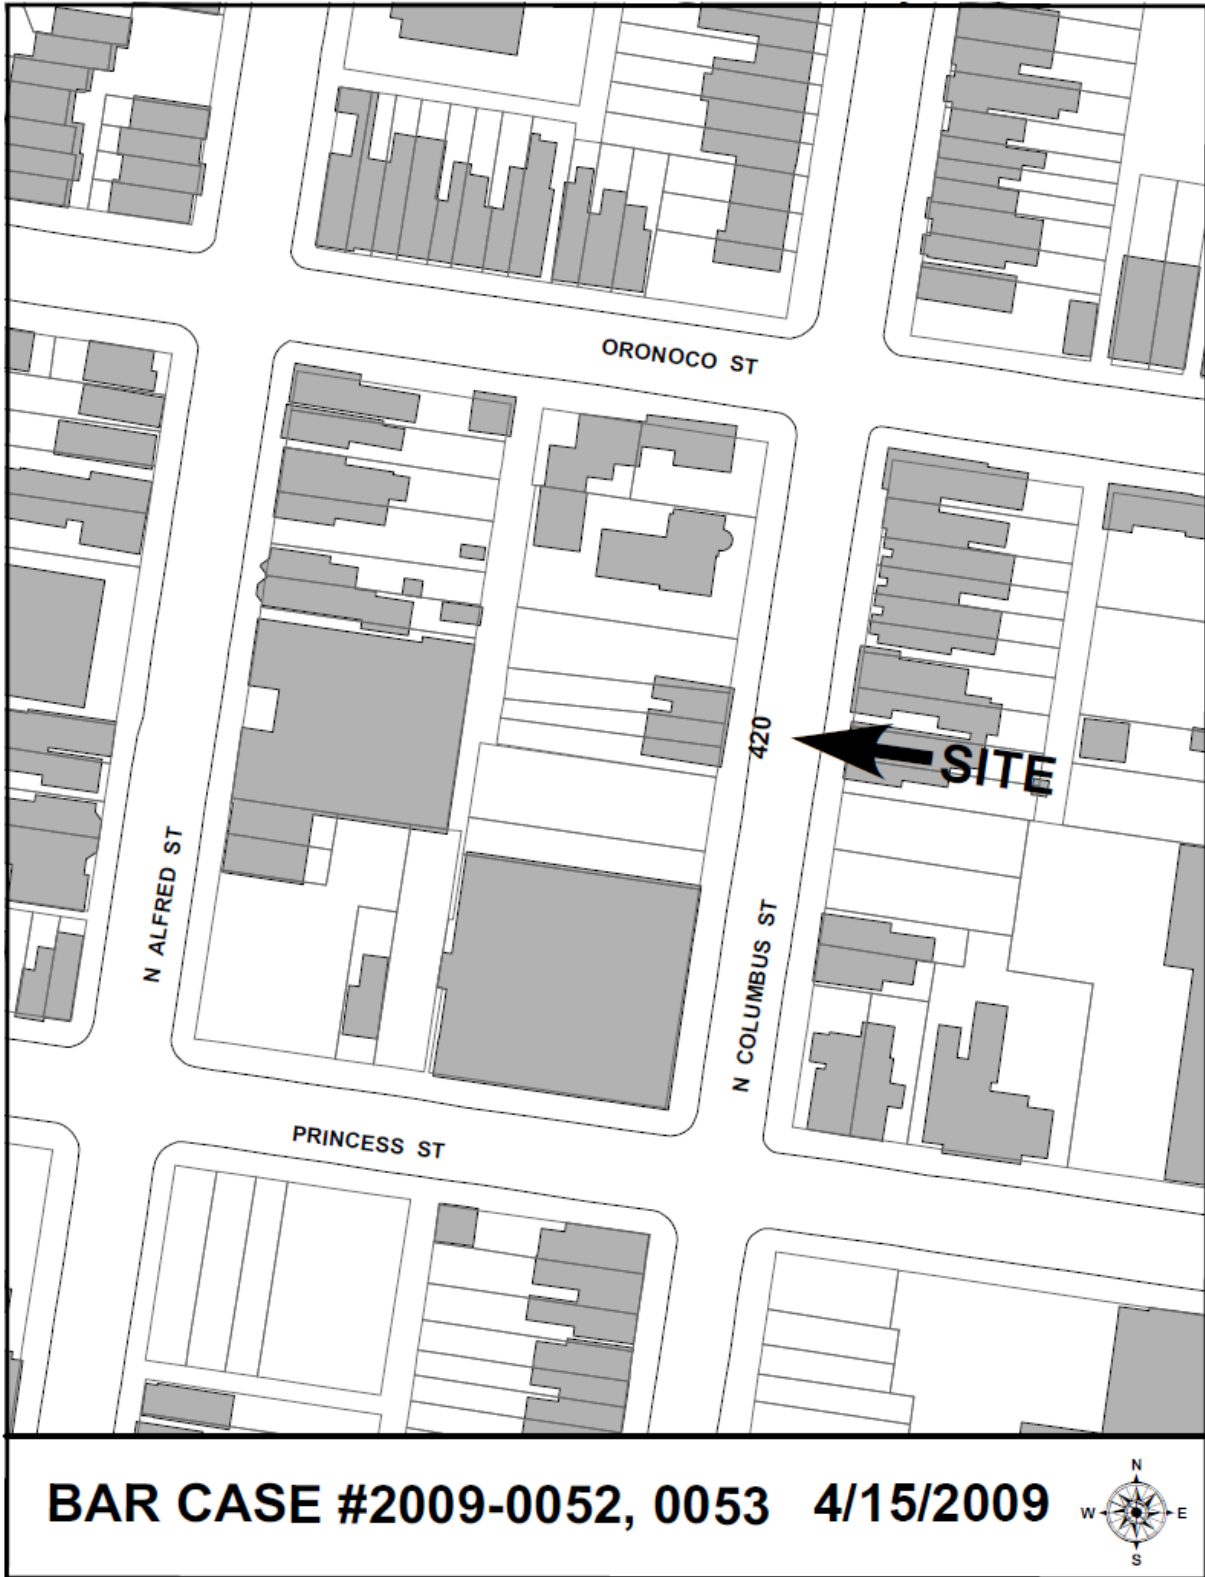 ORONOCO ST
420
SITE
N ALFRED ST
N COLUMBUS ST
PRINCESS ST
BAR CASE #2009-0052, 0053 4/15/2009
N
W E
S